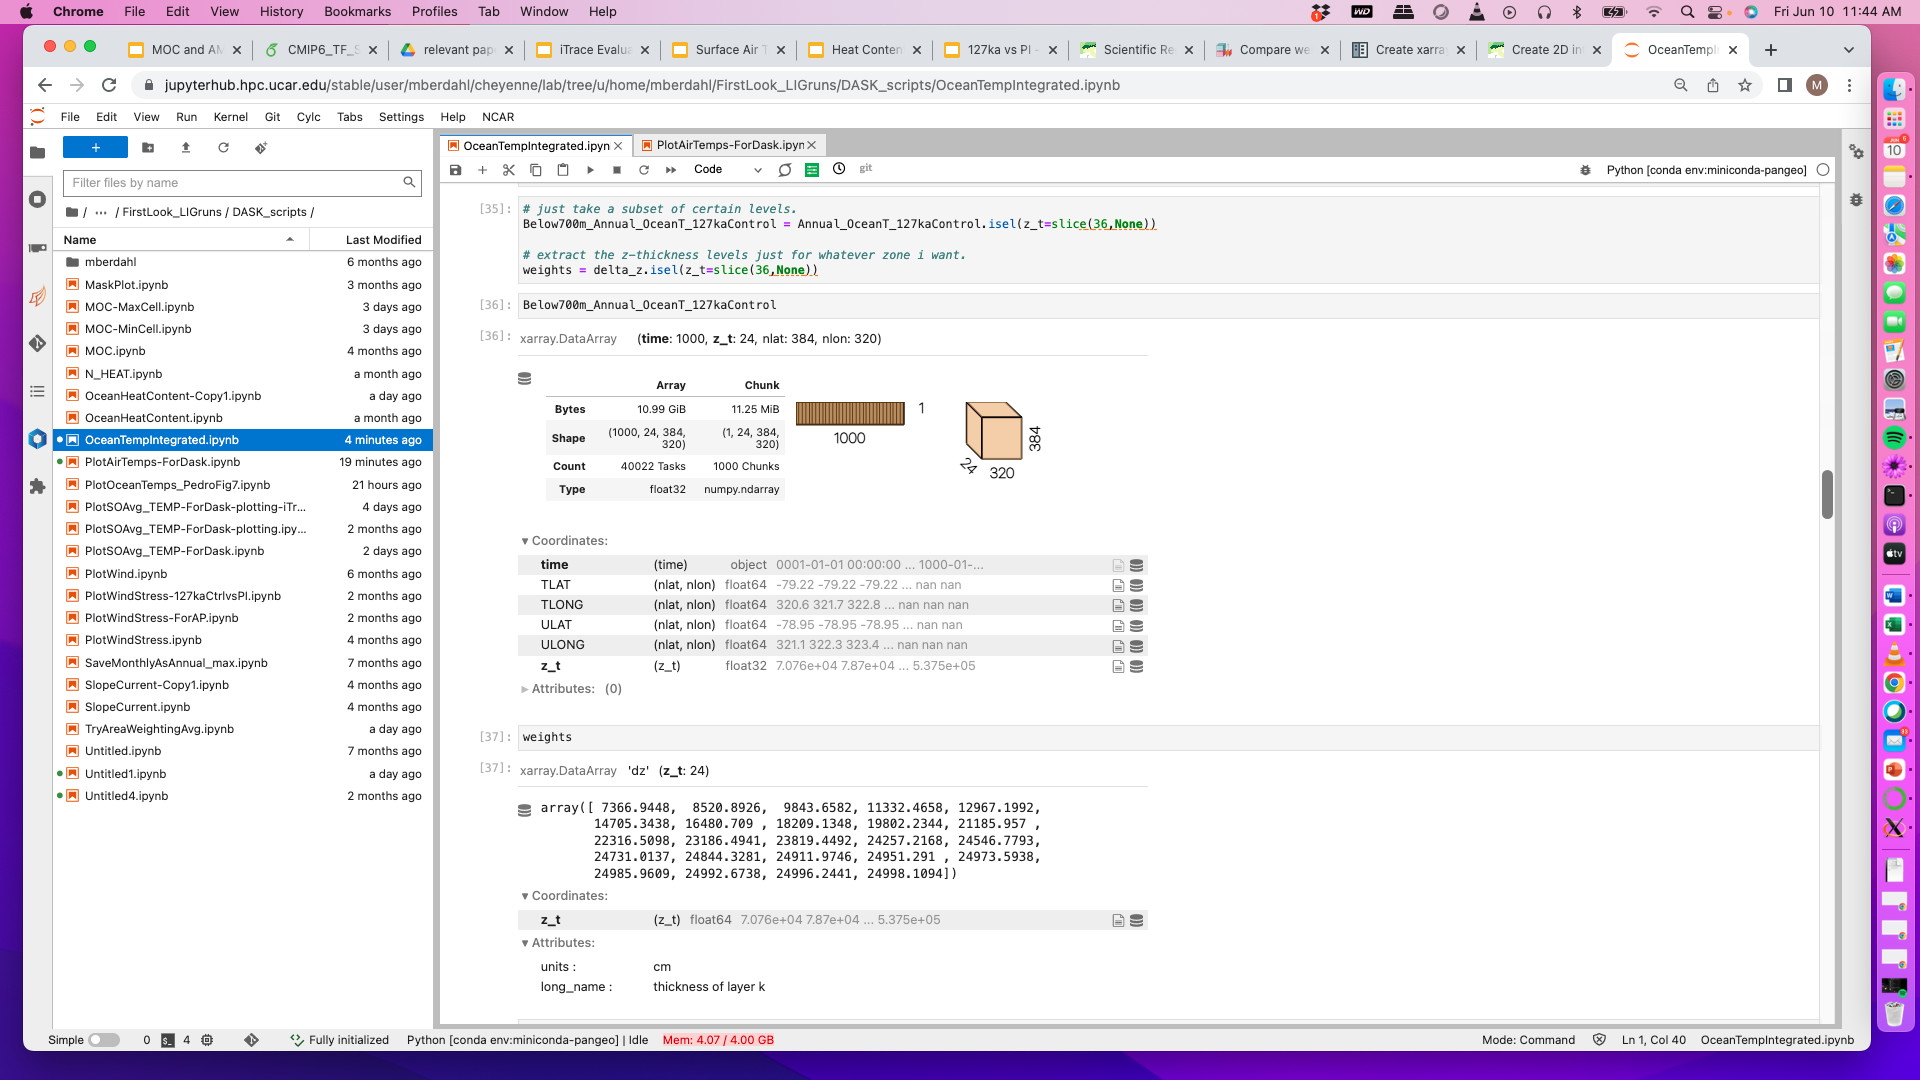 Chrome File Edit View History Bookmarks Profiles Tab Window Help Fri Jun 10 11:44 AM
MOC and AM CMIP6_TF_S relevant pap iTrace Evalua Surface Air T Heat Conten 127ka vs PI - Scientific Re Compare we Create xarra Create 2D in OceanTempI
jupyterhub.hpc.ucar.edu/stable/user/mberdahl/cheyenne/lab/tree/u/home/mberdahl/FirstLook_LIGruns/DASK_scripts/OceanTempIntegrated.ipynb M
File Edit View Run Kernel Git Cylc Tabs Settings Help NCAR
OceanTempIntegrated.ipyn PlotAirTemps-ForDask.ipyn
Code git Python [conda env:miniconda-pangeo]
Filter files by name
/ ... / FirstLook_LIGruns / DASK_scripts /
Name Last Modified
mberdahl 6 months ago
MaskPlot.ipynb 3 months ago
MOC-MaxCell.ipynb 3 days ago
MOC-MinCell.ipynb 3 days ago
MOC.ipynb 4 months ago
N_HEAT.ipynb a month ago
OceanHeatContent-Copy1.ipynb a day ago
OceanHeatContent.ipynb a month ago
OceanTempIntegrated.ipynb 4 minutes ago
PlotAirTemps-ForDask.ipynb 19 minutes ago
PlotOceanTemps_PedroFig7.ipynb 21 hours ago
PlotSOAvg_TEMP-ForDask-plotting-iTr... 4 days ago
PlotSOAvg_TEMP-ForDask-plotting.ipy... 2 months ago
PlotSOAvg_TEMP-ForDask.ipynb 2 days ago
PlotWind.ipynb 6 months ago
PlotWindStress-127kaCtrlvsPI.ipynb 2 months ago
PlotWindStress-ForAP.ipynb 2 months ago
PlotWindStress.ipynb 4 months ago
SaveMonthlyAsAnnual_max.ipynb 7 months ago
SlopeCurrent-Copy1.ipynb 4 months ago
SlopeCurrent.ipynb 4 months ago
TryAreaWeightingAvg.ipynb a day ago
Untitled.ipynb 7 months ago
Untitled1.ipynb a day ago
Untitled4.ipynb 2 months ago
[35]: # just take a subset of certain levels.
Below700m_Annual_OceanT_127kaControl = Annual_OceanT_127kaControl.isel(z_t=slice(36,None))
# extract the z-thickness levels just for whatever zone i want.
weights = delta_z.isel(z_t=slice(36,None))
[36]: Below700m_Annual_OceanT_127kaControl
[36]: xarray.DataArray (time: 1000, z_t: 24, nlat: 384, nlon: 320)
Array Chunk
Bytes 10.99 GiB 11.25 MiB
Shape (1000, 24, 384, 320) (1, 24, 384, 320)
Count 40022 Tasks 1000 Chunks
Type float32 numpy.ndarray
1
1000
384
24
320
Coordinates:
time (time) object 0001-01-01 00:00:00 ... 1000-01-...
TLAT (nlat, nlon) float64 -79.22 -79.22 -79.22 ... nan nan
TLONG (nlat, nlon) float64 320.6 321.7 322.8 ... nan nan nan
ULAT (nlat, nlon) float64 -78.95 -78.95 -78.95 ... nan nan
ULONG (nlat, nlon) float64 321.1 322.3 323.4 ... nan nan nan
z_t (z_t) float32 7.076e+04 7.87e+04 ... 5.375e+05
Attributes: (0)
[37]: weights
[37]: xarray.DataArray 'dz' (z_t: 24)
array([ 7366.9448, 8520.8926, 9843.6582, 11332.4658, 12967.1992,
14705.3438, 16480.709 , 18209.1348, 19802.2344, 21185.957 ,
22316.5098, 23186.4941, 23819.4492, 24257.2168, 24546.7793,
24731.0137, 24844.3281, 24911.9746, 24951.291 , 24973.5938,
24985.9609, 24992.6738, 24996.2441, 24998.1094])
Coordinates:
z_t (z_t) float64 7.076e+04 7.87e+04 ... 5.375e+05
Attributes:
units : cm
long_name : thickness of layer k
Simple 0 4 Fully initialized Python [conda env:miniconda-pangeo] | Idle Mem: 4.07 / 4.00 GB Mode: Command Ln 1, Col 40 OceanTempIntegrated.ipynb